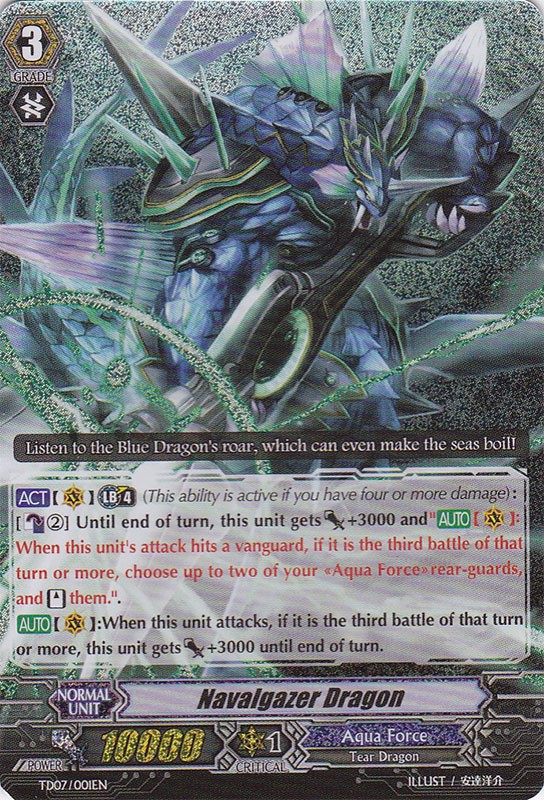 3
GRADE
Listen to the Blue Dragon's roar, which can even make the seas boil!
ACT[ ] LB 4 (This ability is active if you have four or more damage) :
[ ②] Until end of turn, this unit gets +3000 and "AUTO [ ]:
When this unit's attack hits a vanguard, if it is the third battle of that
turn or more, choose up to two of your «Aqua Force» rear-guards,
and them.".
AUTO[ ]:When this unit attacks, if it is the third battle of that turn
or more, this unit gets +3000 until end of turn.
NORMAL
UNIT
Navalgazer Dragon
POWER
10000
1
CRITICAL
Aqua Force
Tear Dragon
TD07/001EN
ILLUST / 安達洋介